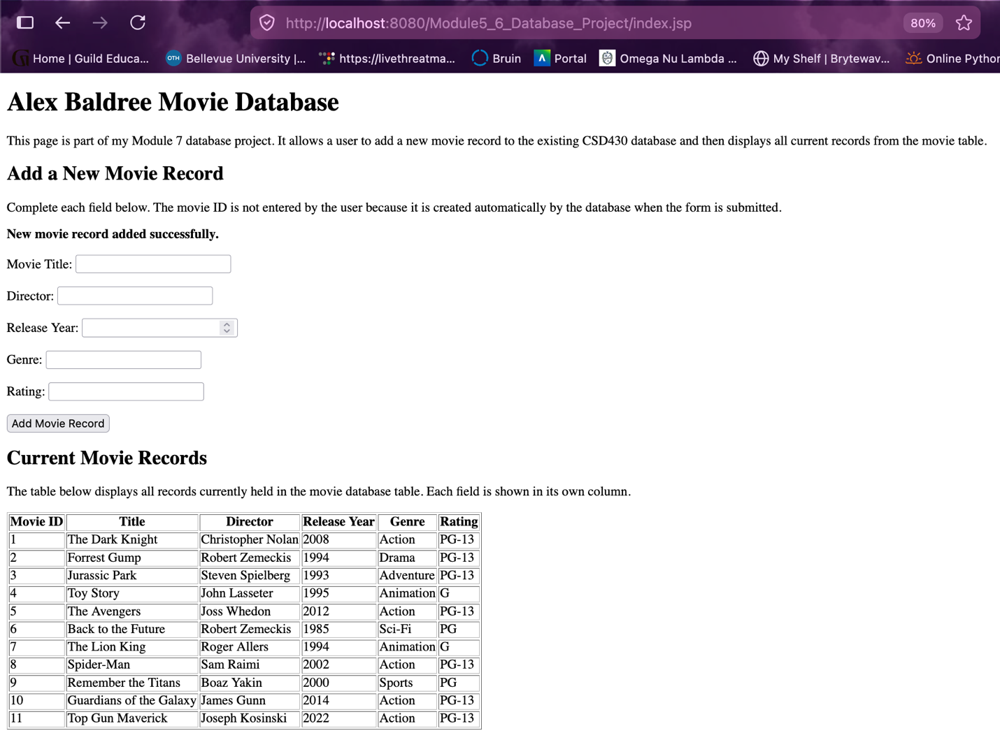 http://localhost:8080/Module5_6_Database_Project/index.jsp 80%
Home | Guild Educa... OTH Bellevue University |... https://livethreatma... Bruin Portal Omega Nu Lambda ... My Shelf | Brytewav... Online Python
Alex Baldree Movie Database
This page is part of my Module 7 database project. It allows a user to add a new movie record to the existing CSD430 database and then displays all current records from the movie table.
Add a New Movie Record
Complete each field below. The movie ID is not entered by the user because it is created automatically by the database when the form is submitted.
New movie record added successfully.
Movie Title:
Director:
Release Year:
Genre:
Rating:
Add Movie Record
Current Movie Records
The table below displays all records currently held in the movie database table. Each field is shown in its own column.
Movie ID Title Director Release Year Genre Rating
1 The Dark Knight Christopher Nolan 2008 Action PG-13
2 Forrest Gump Robert Zemeckis 1994 Drama PG-13
3 Jurassic Park Steven Spielberg 1993 Adventure PG-13
4 Toy Story John Lasseter 1995 Animation G
5 The Avengers Joss Whedon 2012 Action PG-13
6 Back to the Future Robert Zemeckis 1985 Sci-Fi PG
7 The Lion King Roger Allers 1994 Animation G
8 Spider-Man Sam Raimi 2002 Action PG-13
9 Remember the Titans Boaz Yakin 2000 Sports PG
10 Guardians of the Galaxy James Gunn 2014 Action PG-13
11 Top Gun Maverick Joseph Kosinski 2022 Action PG-13